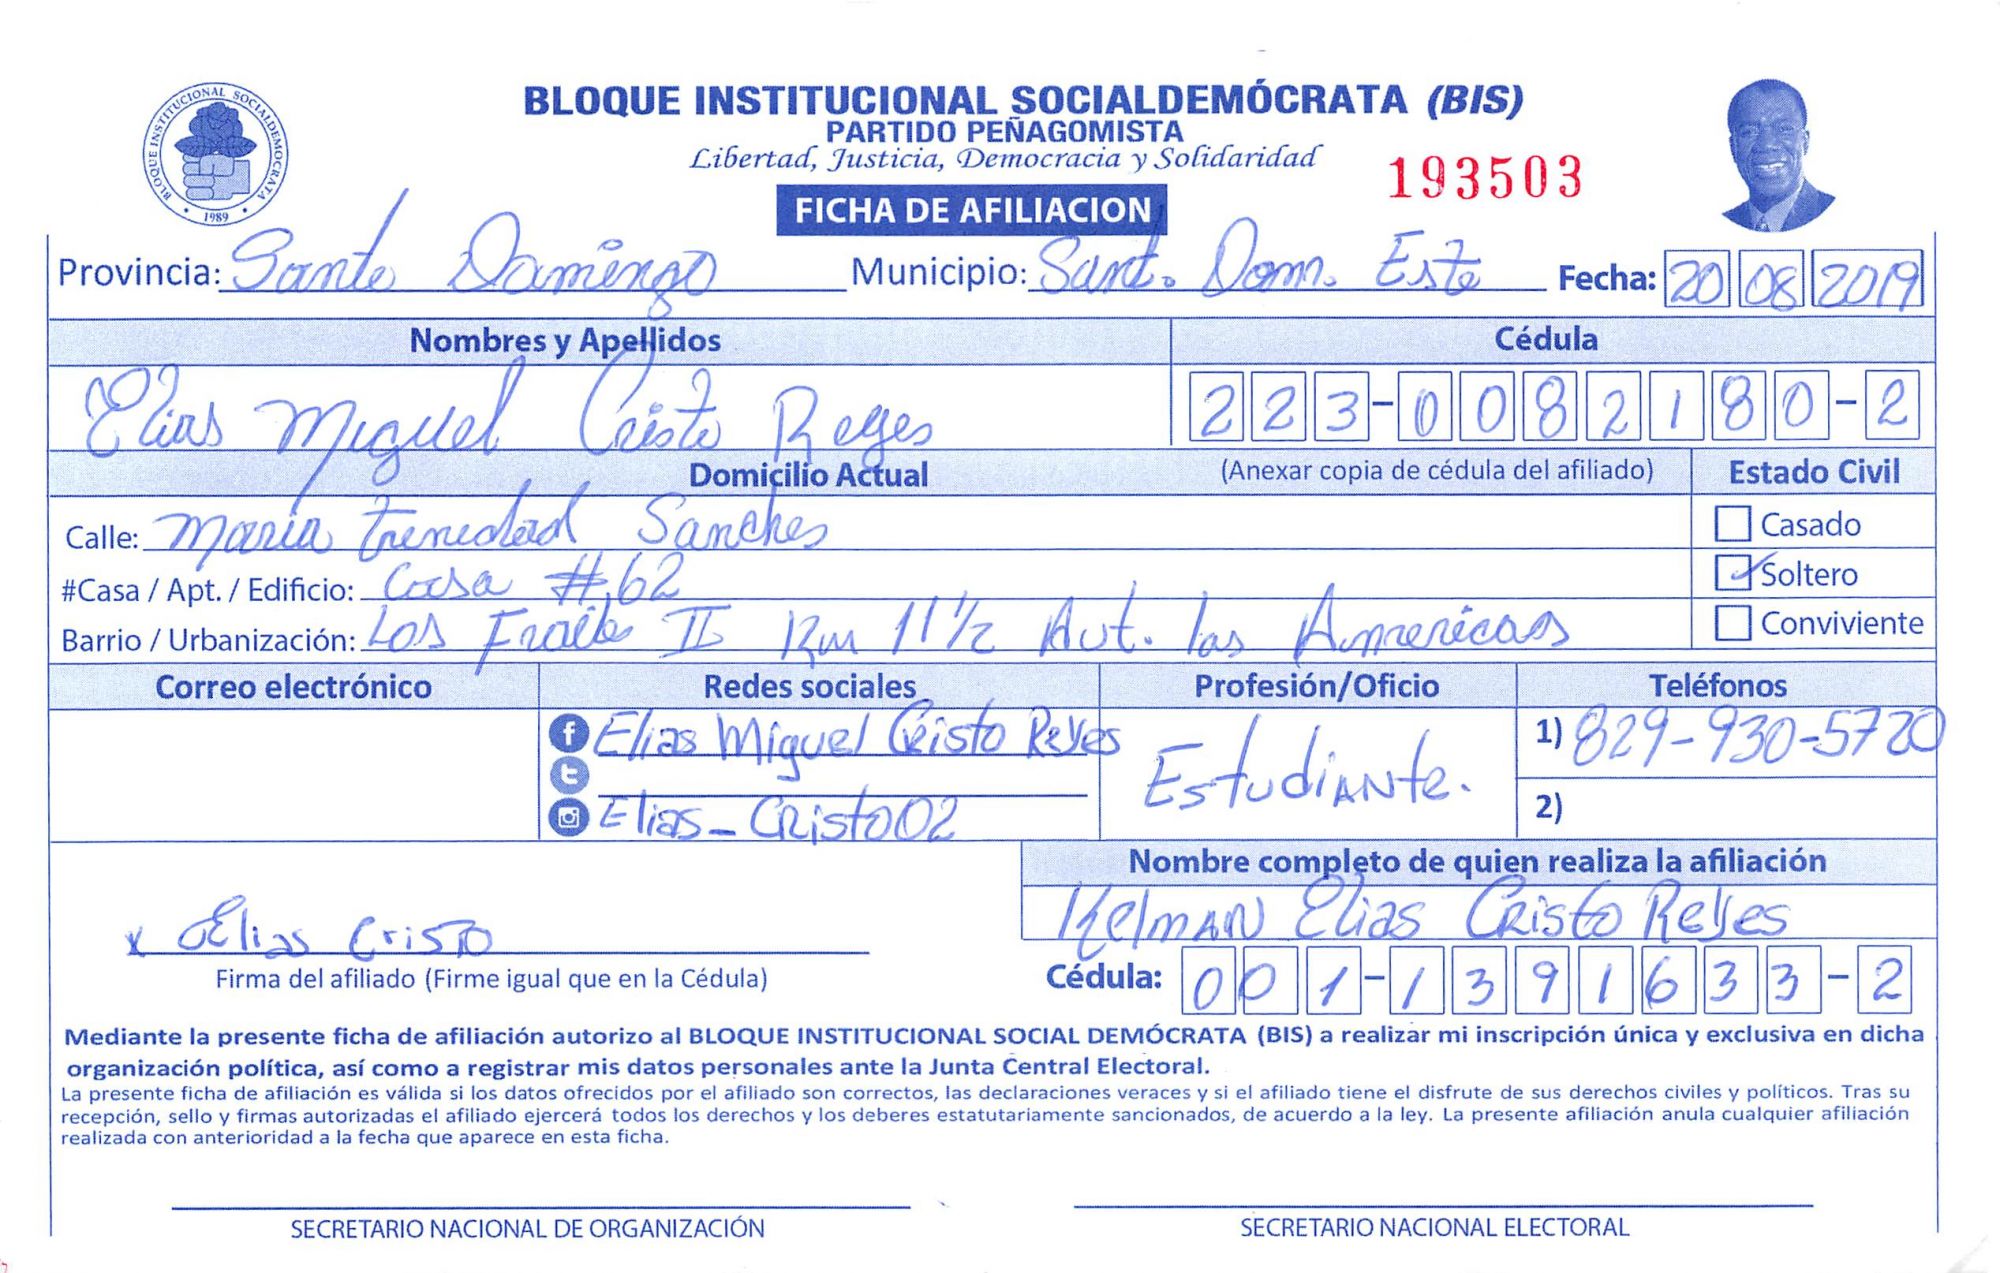 BLOQUE INSTITUCIONAL SOCIALDEMOCRATA
1989
BLOQUE INSTITUCIONAL SOCIALDEMÓCRATA (BIS)
PARTIDO PEÑAGOMISTA
Libertad, Justicia, Democracia y Solidaridad
193503
FICHA DE AFILIACION
Provincia: Santo Domingo Municipio: Sant. Dom. Este Fecha: 20 08 2019
Nombres y Apellidos Cédula
Elias Miguel Cristo Reyes 223-0082180-2
Domicilio Actual (Anexar copia de cédula del afiliado) Estado Civil
Calle: Maria trenedad Sanches Casado
#Casa / Apt. / Edificio: Casa #62 Soltero
Barrio / Urbanización: Los Fraile II Km 11 1/2 Aut. las Amrericas Conviviente
Correo electrónico Redes sociales Profesión/Oficio Teléfonos
Elias Miguel Cristo Reyes Estudiante. 1) 829-930-5720
Elias_Cristo02 2)
Nombre completo de quien realiza la afiliación
Kelman Elias Cristo Reyes
x Elias Cristo
Firma del afiliado (Firme igual que en la Cédula) Cédula: 001-1391633-2
Mediante la presente ficha de afiliación autorizo al BLOQUE INSTITUCIONAL SOCIAL DEMÓCRATA (BIS) a realizar mi inscripción única y exclusiva en dicha
organización política, así como a registrar mis datos personales ante la Junta Central Electoral.
La presente ficha de afiliación es válida si los datos ofrecidos por el afiliado son correctos, las declaraciones veraces y si el afiliado tiene el disfrute de sus derechos civiles y políticos. Tras su
recepción, sello y firmas autorizadas el afiliado ejercerá todos los derechos y los deberes estatutariamente sancionados, de acuerdo a la ley. La presente afiliación anula cualquier afiliación
realizada con anterioridad a la fecha que aparece en esta ficha.
SECRETARIO NACIONAL DE ORGANIZACIÓN SECRETARIO NACIONAL ELECTORAL